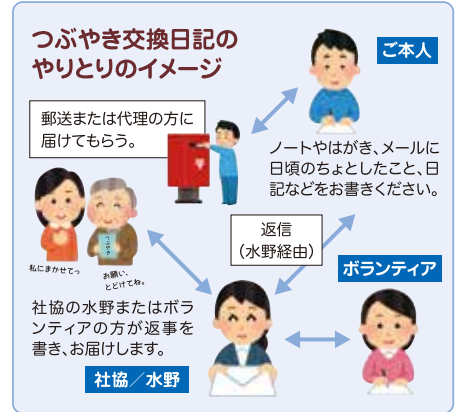 つぶやき交換日記の
やりとりのイメージ
ご本人
郵送または代理の方に
届けてもらう。
ノートやはがき、メールに
日頃のちょっとしたこと、日
記などをお書きください。
つぶやき
私にまかせてっ
お願い、
とどけてね。
返信
（水野経由）
ボランティア
社協の水野またはボラ
ンティアの方が返事を
書き、お届けします。
社協／水野